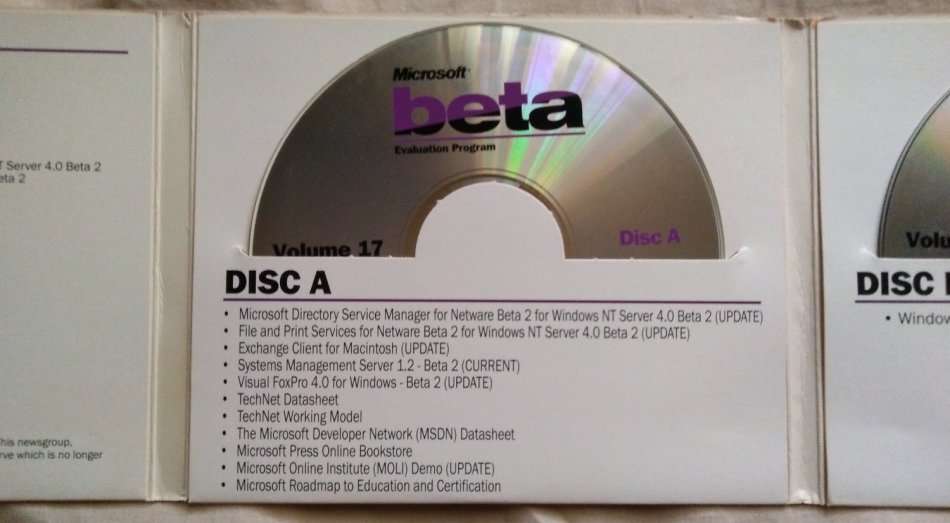 T Server 4.0 Beta 2
eta 2
his newsgroup,
rve which is no longer
Microsoft
beta
Evaluation Program
Volume 17
Disc A
DISC A
• Microsoft Directory Service Manager for Netware Beta 2 for Windows NT Server 4.0 Beta 2 (UPDATE)
• File and Print Services for Netware Beta 2 for Windows NT Server 4.0 Beta 2 (UPDATE)
• Exchange Client for Macintosh (UPDATE)
• Systems Management Server 1.2 - Beta 2 (CURRENT)
• Visual FoxPro 4.0 for Windows - Beta 2 (UPDATE)
• TechNet Datasheet
• TechNet Working Model
• The Microsoft Developer Network (MSDN) Datasheet
• Microsoft Press Online Bookstore
• Microsoft Online Institute (MOLI) Demo (UPDATE)
• Microsoft Roadmap to Education and Certification
Volu
DISC
• Window